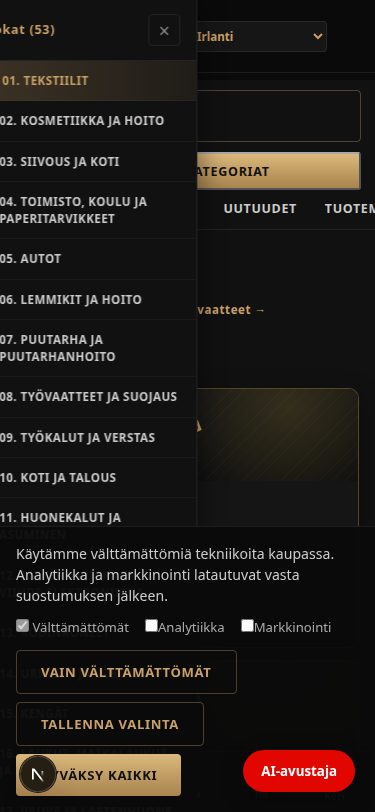 okat (53)
×
Irlanti
01. TEKSTIILIT
02. KOSMETIIKKA JA HOITO
ATEGORIAT
03. SIIVOUS JA KOTI
04. TOIMISTO, KOULU JA
PAPERITARVIKKEET
UUTUUDET
TUOTEM
05. AUTOT
06. LEMMIKIT JA HOITO
vaatteet →
07. PUUTARHA JA
PUUTARHANHOITO
08. TYÖVAATTEET JA SUOJAUS
09. TYÖKALUT JA VERSTAS
10. KOTI JA TALOUS
11. HUONEKALUT JA
ASUMINEN
Käytämme välttämättömiä tekniikoita kaupassa.
Analytiikka ja markkinointi latautuvat vasta
suostumuksen jälkeen.
Välttämättömät
Analytiikka
Markkinointi
VAIN VÄLTTÄMÄTTÖMÄT
TALLENNA VALINTA
YVÄKSY KAIKKI
N
AI-avustaja